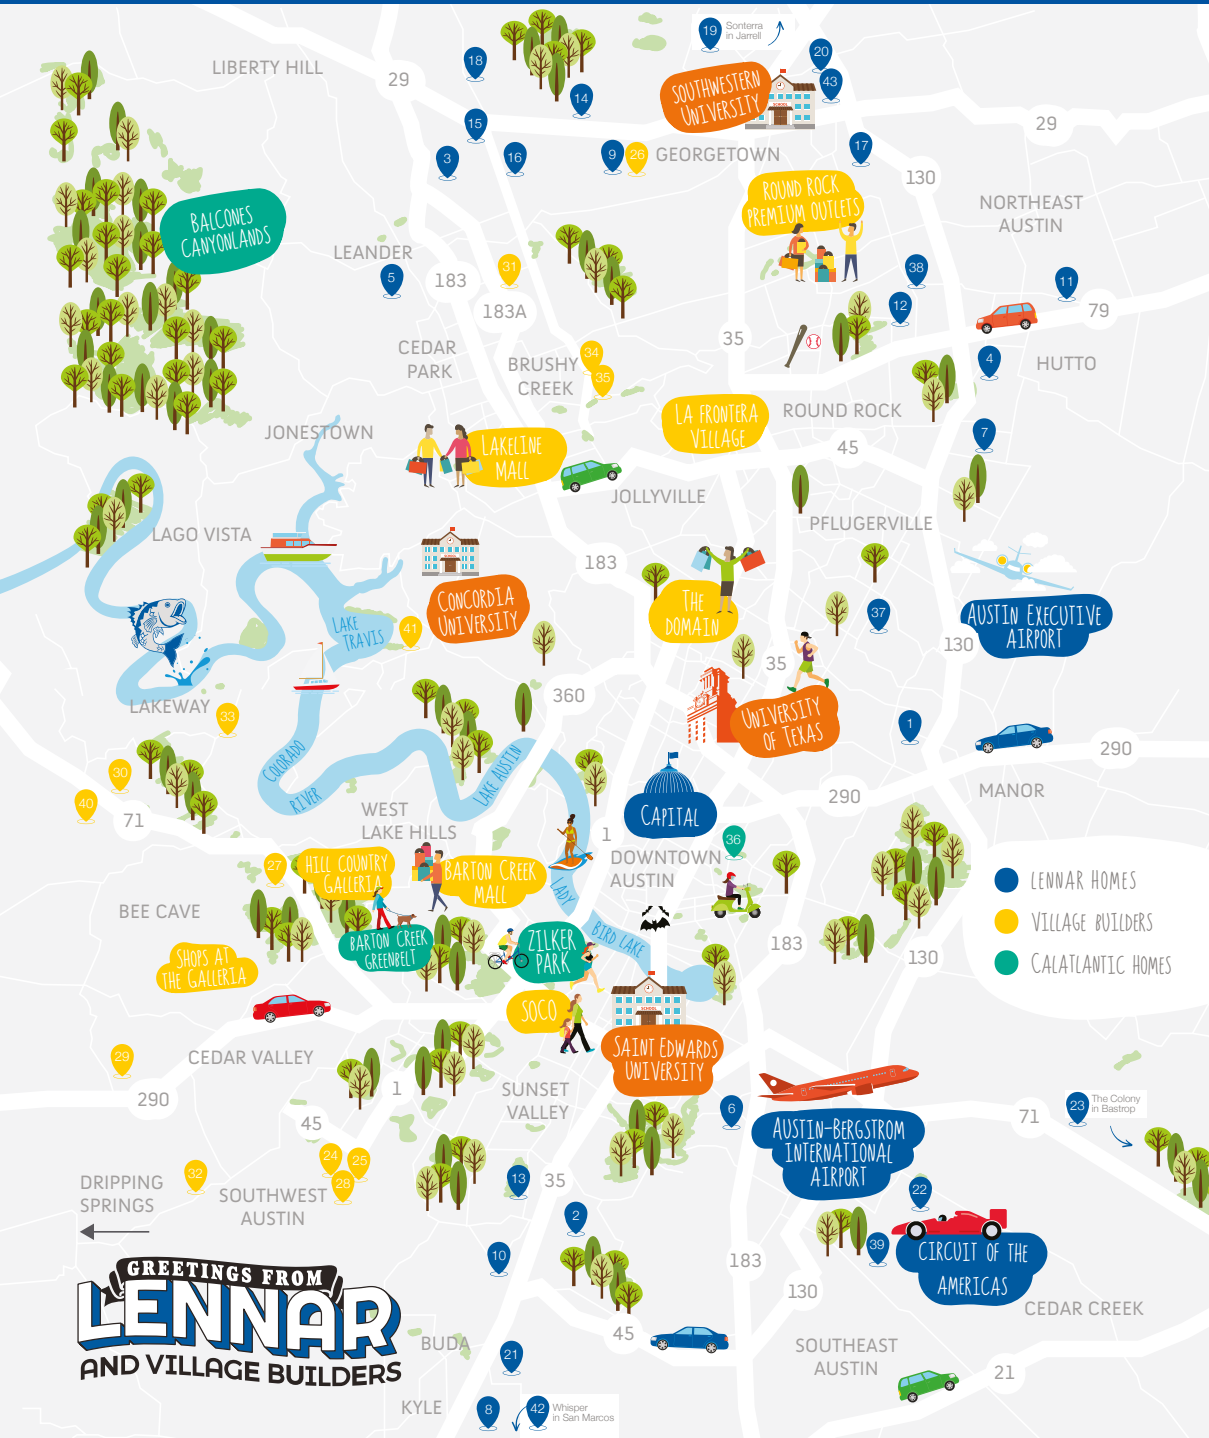 19
Sonterra
in Jarrell
20
18
LIBERTY HILL
29
43
SOUTHWESTERN
UNIVERSITY
SCHOOL
14
15
29
3
16
9
26
GEORGETOWN
17
130
ROUND ROCK
PREMIUM OUTLETS
NORTHEAST
AUSTIN
BALCONES
CANYONLANDS
LEANDER
5
183
31
183A
38
11
12
79
35
CEDAR
PARK
BRUSHY
CREEK
34
35
4
HUTTO
LA FRONTERA
VILLAGE
ROUND ROCK
JONESTOWN
7
LAKELINE
MALL
45
JOLLYVILLE
PFLUGERVILLE
LAGO VISTA
183
CONCORDIA
UNIVERSITY
THE
DOMAIN
37
AUSTIN EXECUTIVE
AIRPORT
LAKE
TRAVIS
41
130
35
360
LAKEWAY
33
UNIVERSITY
OF TEXAS
1
290
COLORADO
RIVER
LAKE AUSTIN
30
40
71
MANOR
290
CAPITAL
WEST
LAKE HILLS
1
36
DOWNTOWN
AUSTIN
27
HILL COUNTRY
GALLERIA
BARTON CREEK
MALL
LADY
BIRD LAKE
LENNAR HOMES
VILLAGE BUILDERS
CALATLANTIC HOMES
BEE CAVE
BARTON CREEK
GREENBELT
ZILKER
PARK
183
130
SHOPS AT
THE GALLERIA
SOCO
SCHOOL
SAINT EDWARDS
UNIVERSITY
29
CEDAR VALLEY
290
1
SUNSET
VALLEY
45
6
AUSTIN-BERGSTROM
INTERNATIONAL
AIRPORT
71
23
The Colony
in Bastrop
24
25
28
32
DRIPPING
SPRINGS
SOUTHWEST
AUSTIN
13
35
22
2
39
CIRCUIT OF THE
AMERICAS
10
183
130
CEDAR CREEK
GREETINGS FROM
LENNAR
AND VILLAGE BUILDERS
45
BUDA
21
SOUTHEAST
AUSTIN
21
KYLE
8
42
Whisper
in San Marcos